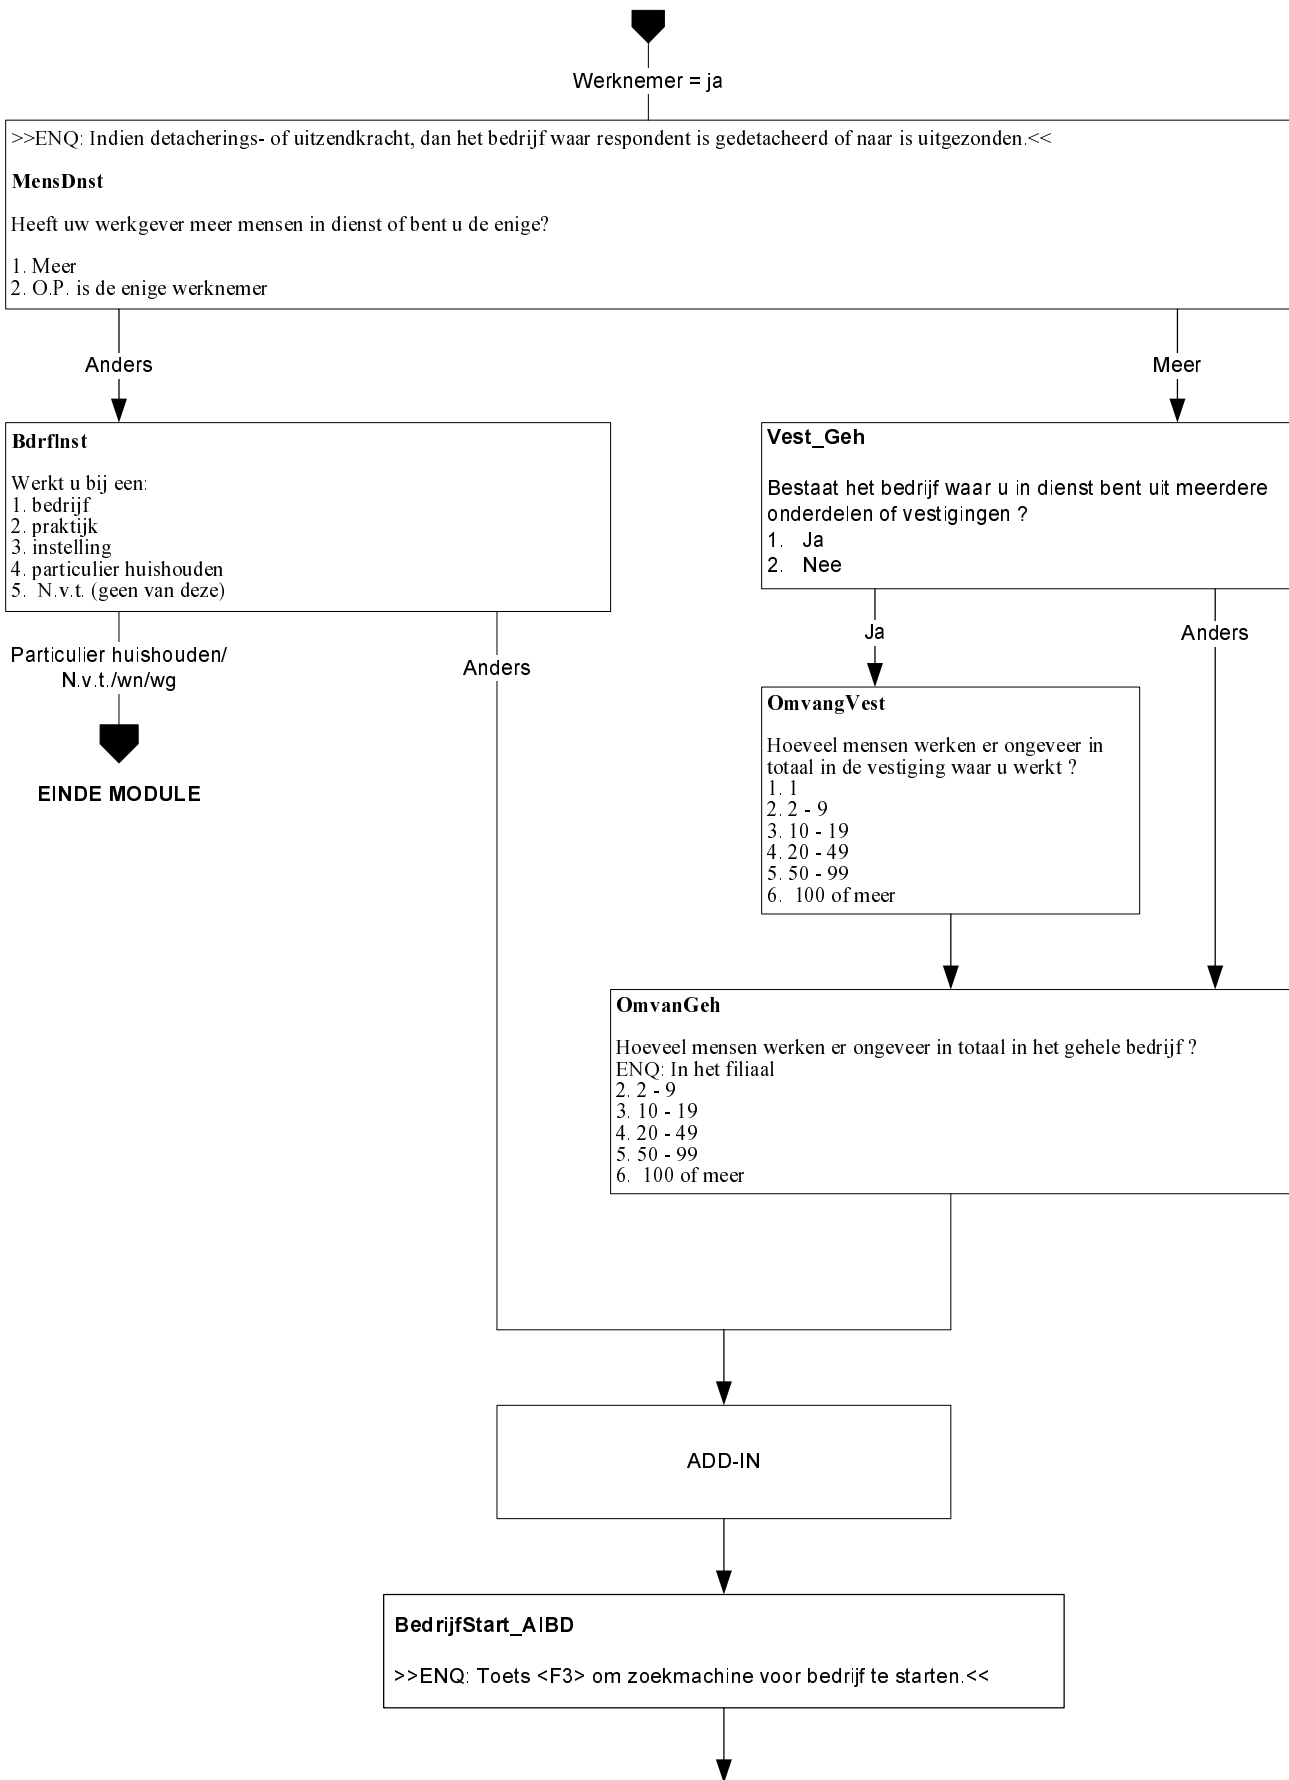 Werknemer = ja
>>ENQ: Indien detacherings- of uitzendkracht, dan het bedrijf waar respondent is gedetacheerd of naar is uitgezonden.<<
MensDnst
Heeft uw werkgever meer mensen in dienst of bent u de enige?
1. Meer
2. O.P. is de enige werknemer
Anders
Meer
BdrfInst
Werkt u bij een:
1. bedrijf
2. praktijk
3. instelling
4. particulier huishouden
5.  N.v.t. (geen van deze)
Vest_Geh
Bestaat het bedrijf waar u in dienst bent uit meerdere
onderdelen of vestigingen ?
1.   Ja
2.   Nee
Particulier huishouden/
N.v.t./wn/wg
Anders
Ja
Anders
EINDE MODULE
OmvangVest
Hoeveel mensen werken er ongeveer in
totaal in de vestiging waar u werkt ?
1. 1
2. 2 - 9
3. 10 - 19
4. 20 - 49
5. 50 - 99
6.  100 of meer
OmvanGeh
Hoeveel mensen werken er ongeveer in totaal in het gehele bedrijf ?
ENQ: In het filiaal
2. 2 - 9
3. 10 - 19
4. 20 - 49
5. 50 - 99
6.  100 of meer
ADD-IN
BedrijfStart_AIBD
>>ENQ: Toets <F3> om zoekmachine voor bedrijf te starten.<<